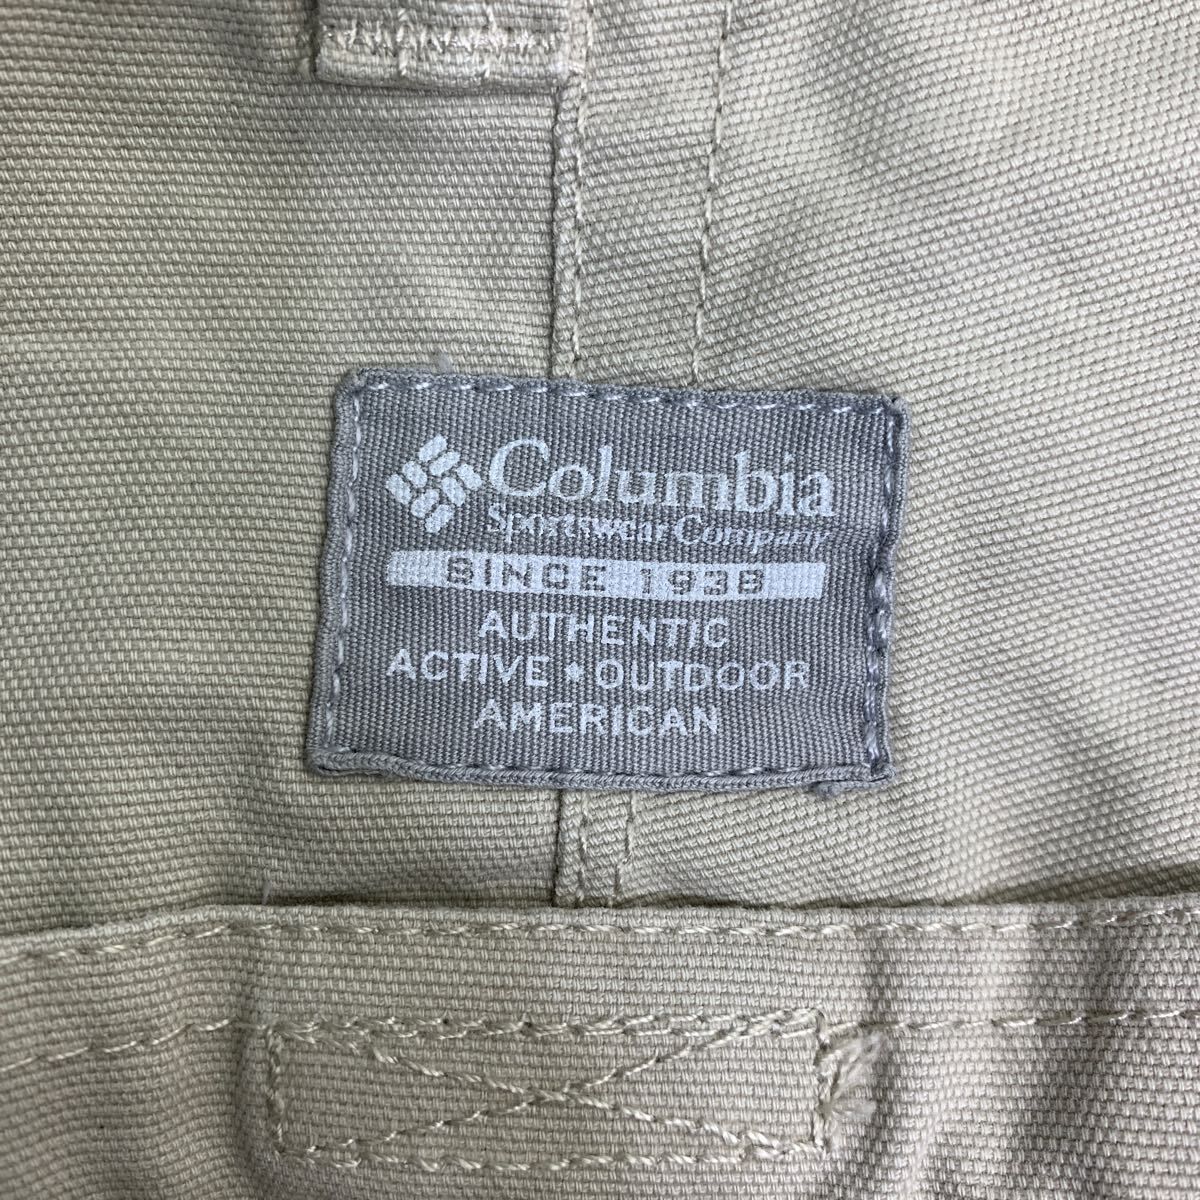 Columbia
Sportswear Company
SINCE 1938
AUTHENTIC
ACTIVE • OUTDOOR
AMERICAN